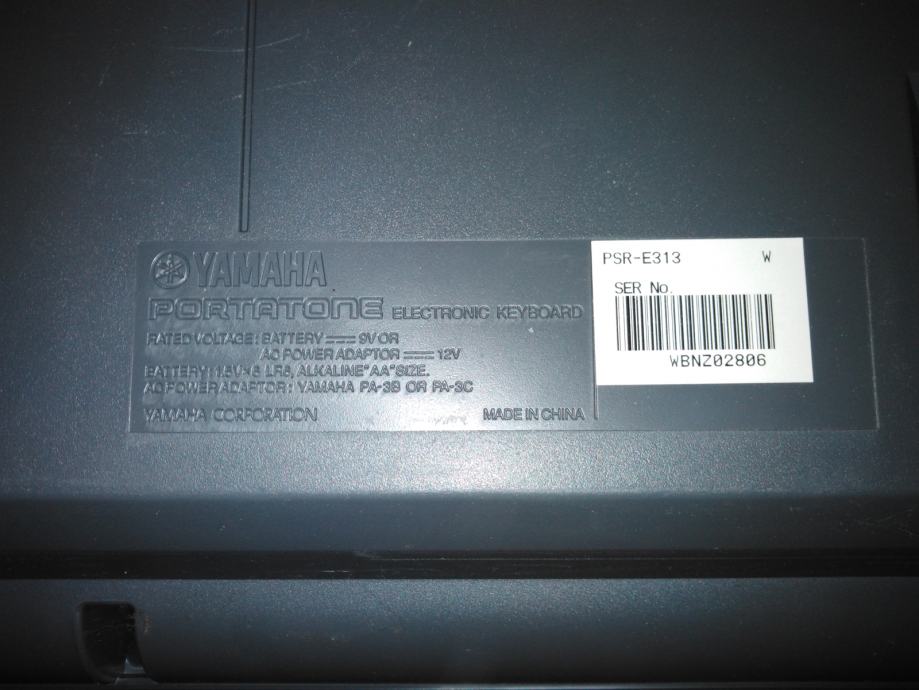 YAMAHA
PORTATONE ELECTRONIC KEYBOARD
RATED VOLTAGE: BATTERY ⎓ 9V OR
AC POWER ADAPTOR ⎓ 12V
BATTERY: 1.5V×6 LR6, ALKALINE"AA"SIZE.
AC POWER ADAPTOR: YAMAHA PA-3B OR PA-3C
YAMAHA CORPORATION MADE IN CHINA
PSR-E313 W
SER No.
WBNZ02806